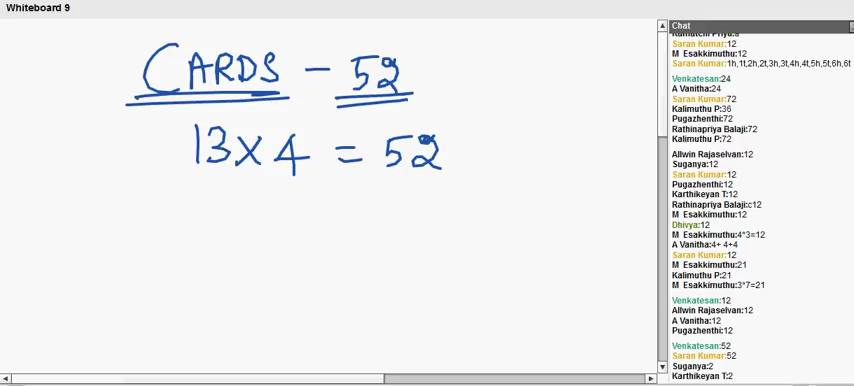 Whiteboard 9
CARDS - 52
13 x 4 = 52
Chat
Saran Kumar:12
M Esakkimuthu:12
Saran Kumar:1h,1t,2h,2t,3h,3t,4h,4t,5h,5t,6h,6t
Venkatesan:24
A Vanitha:24
Saran Kumar:72
Kalimuthu P:36
Pugazhenthi:72
Rathinapriya Balaji:72
Kalimuthu P:72
Allwin Rajaselvan:12
Suganya:12
Saran Kumar:12
Pugazhenthi:12
Karthikeyan T:12
Rathinapriya Balaji:c12
M Esakkimuthu:12
Dhivya:12
M Esakkimuthu:4*3=12
A Vanitha:4+ 4+4
Saran Kumar:12
M Esakkimuthu:21
Kalimuthu P:21
M Esakkimuthu:3*7=21
Venkatesan:12
Allwin Rajaselvan:12
A Vanitha:12
Pugazhenthi:12
Venkatesan:52
Saran Kumar:52
Suganya:2
Karthikeyan T:2